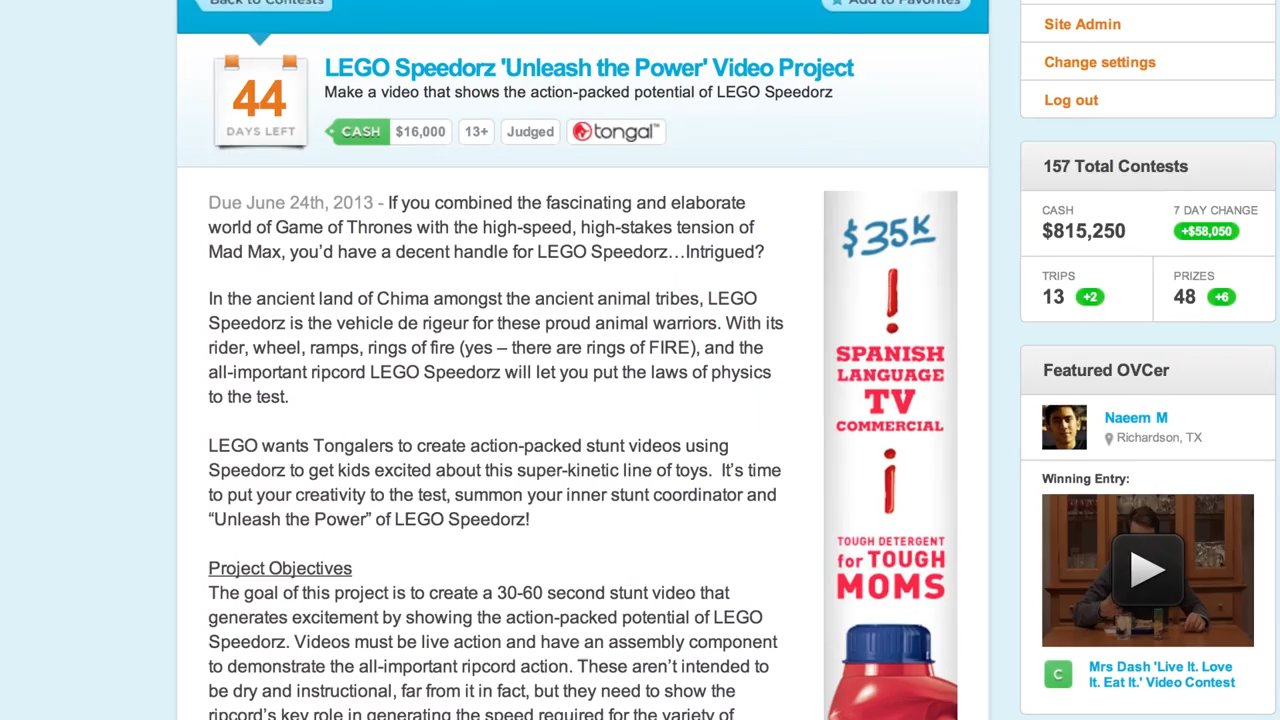 Back to Contests
Add to Favorites
44
DAYS LEFT
LEGO Speedorz 'Unleash the Power' Video Project
Make a video that shows the action-packed potential of LEGO Speedorz
CASH $16,000 13+ Judged tongal™
Due June 24th, 2013 - If you combined the fascinating and elaborate
world of Game of Thrones with the high-speed, high-stakes tension of
Mad Max, you’d have a decent handle for LEGO Speedorz…Intrigued?
In the ancient land of Chima amongst the ancient animal tribes, LEGO
Speedorz is the vehicle de rigeur for these proud animal warriors. With its
rider, wheel, ramps, rings of fire (yes – there are rings of FIRE), and the
all-important ripcord LEGO Speedorz will let you put the laws of physics
to the test.
LEGO wants Tongalers to create action-packed stunt videos using
Speedorz to get kids excited about this super-kinetic line of toys.  It’s time
to put your creativity to the test, summon your inner stunt coordinator and
“Unleash the Power” of LEGO Speedorz!
Project Objectives
The goal of this project is to create a 30-60 second stunt video that
generates excitement by showing the action-packed potential of LEGO
Speedorz. Videos must be live action and have an assembly component
to demonstrate the all-important ripcord action. These aren’t intended to
be dry and instructional, far from it in fact, but they need to show the
ripcord’s key role in generating the speed required for the variety of
$35K
!
SPANISH
LANGUAGE
TV
COMMERCIAL
¡
TOUGH DETERGENT
for TOUGH
MOMS
Site Admin
Change settings
Log out
157 Total Contests
CASH
$815,250
7 DAY CHANGE
+$58,050
TRIPS
13 +2
PRIZES
48 +6
Featured OVCer
Naeem M
Richardson, TX
Winning Entry:
C
Mrs Dash 'Live It. Love
It. Eat It.' Video Contest